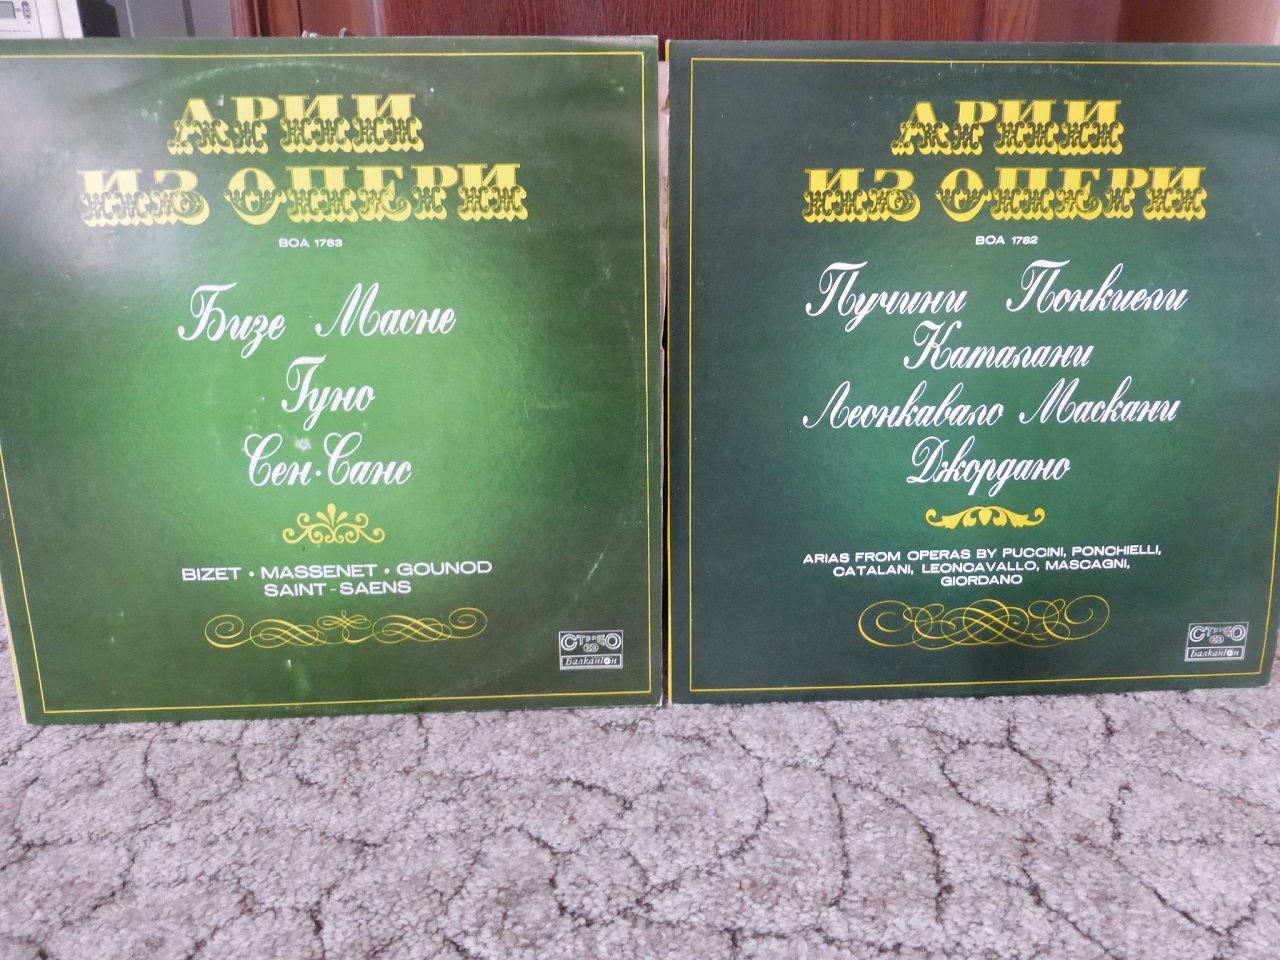 АРИИ
ИЗ ОПЕРИ
ВОА 1783
Бизе Масне
Гуно
Сен-Санс
BIZET • MASSENET • GOUNOD
SAINT-SAENS
СТЕРЕО
Балкантон
АРИИ
ИЗ ОПЕРИ
ВОА 1782
Пучини Понкиели
Каталани
Леонкавало Маскани
Джордано
ARIAS FROM OPERAS BY PUCCINI, PONCHIELLI,
CATALANI, LEONCAVALLO, MASCAGNI,
GIORDANO
СТЕРЕО
Балкантон